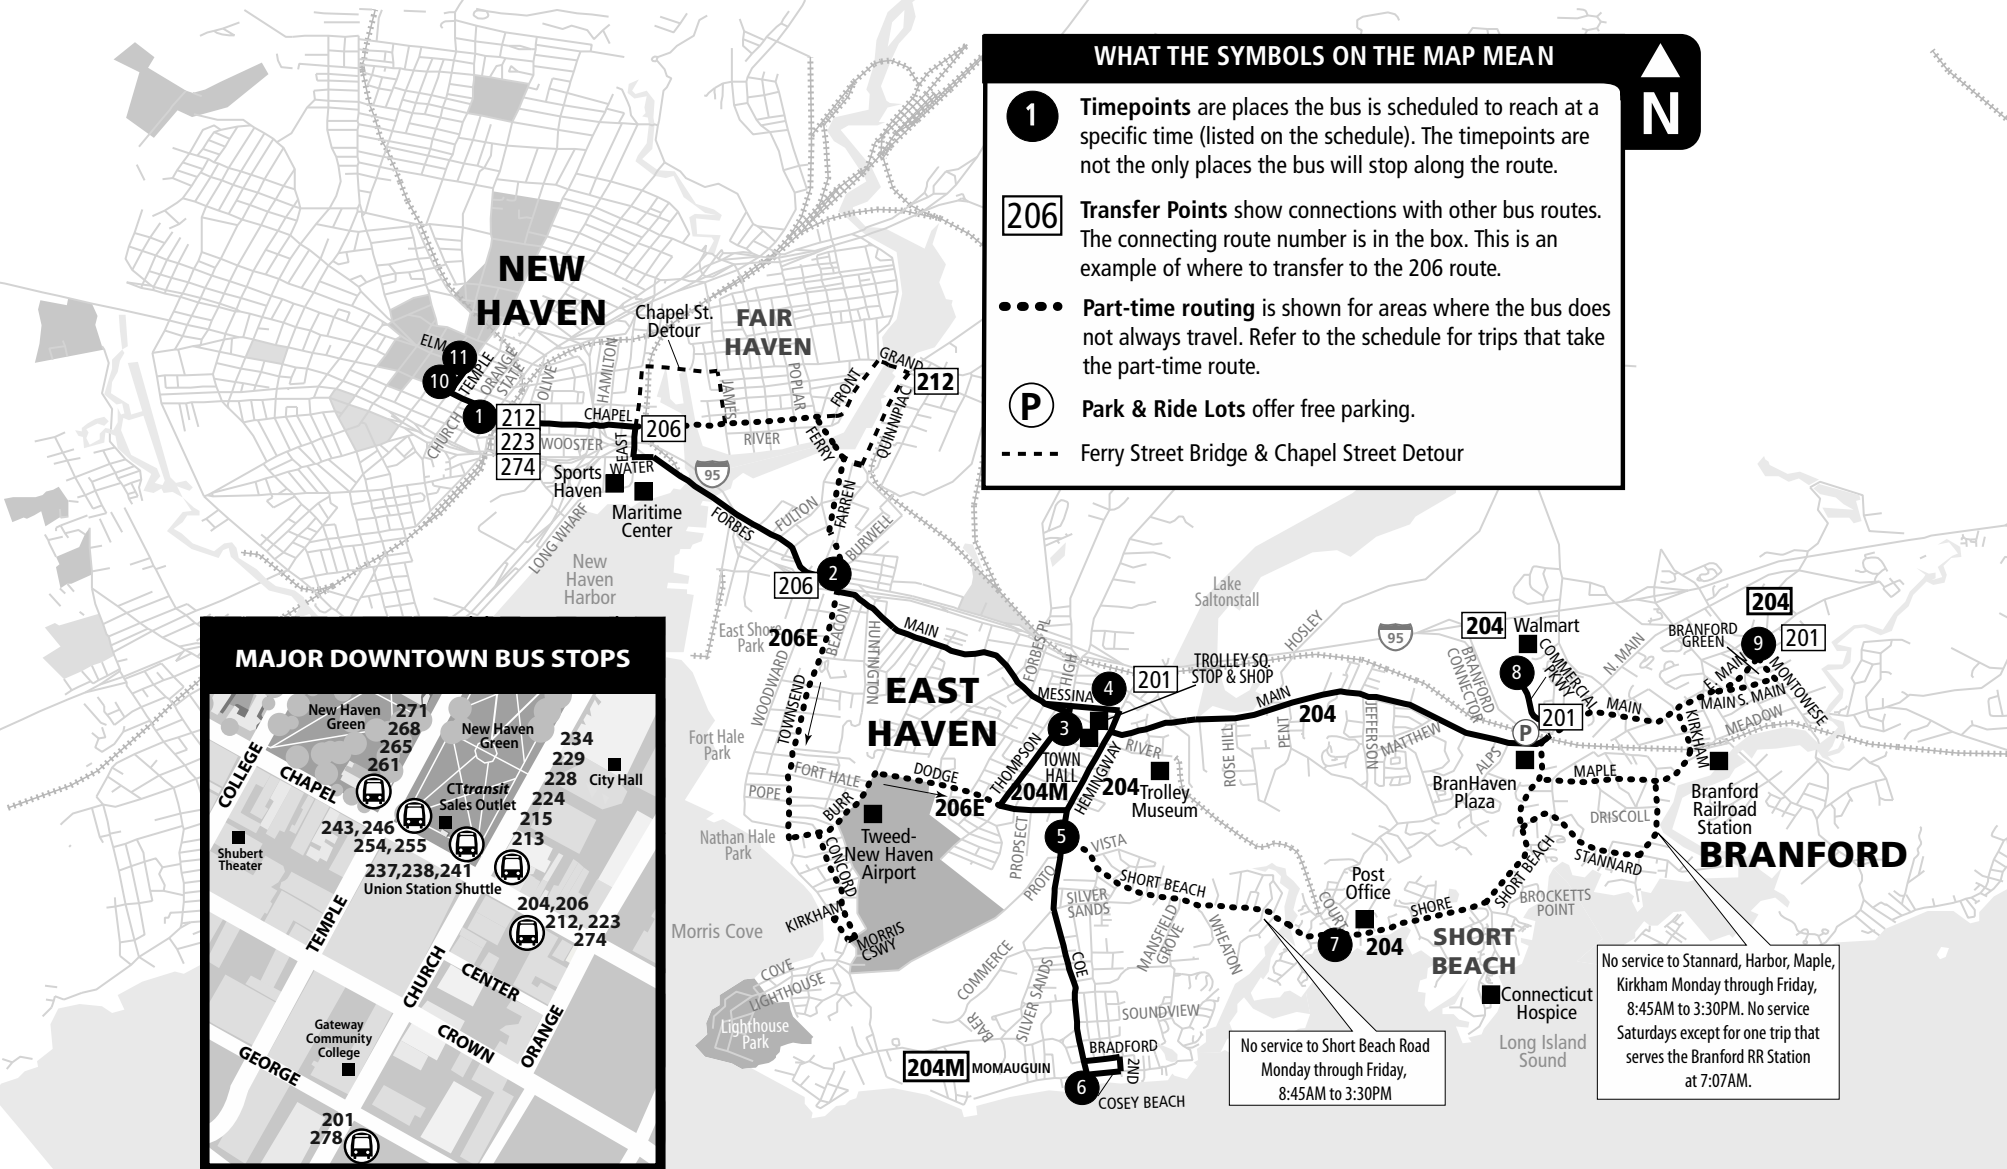 WHAT THE SYMBOLS ON THE MAP MEAN
N
1
Timepoints are places the bus is scheduled to reach at a
specific time (listed on the schedule). The timepoints are
not the only places the bus will stop along the route.
206
Transfer Points show connections with other bus routes.
The connecting route number is in the box. This is an
example of where to transfer to the 206 route.
Part-time routing is shown for areas where the bus does
not always travel. Refer to the schedule for trips that take
the part-time route.
P
Park & Ride Lots offer free parking.
Ferry Street Bridge & Chapel Street Detour
NEW
HAVEN
Chapel St.
Detour
FAIR
HAVEN
ELM
11
10
TEMPLE
ORANGE
STATE
OLIVE
HAMILTON
JAMES
POPLAR
FRONT
GRAND
212
QUINNIPIAC
1
212
223
274
CHURCH
CHAPEL
WOOSTER
EAST
206
RIVER
FERRY
WATER
95
Sports
Haven
Maritime
Center
LONG WHARF
FORBES
FULTON
FARREN
BURWELL
New
Haven
Harbor
206
2
East Shore
Park
206E
BEACON
HUNTINGTON
MAIN
WOODWARD
TOWNSEND
EAST
HAVEN
FORBES PL
HIGH
MESSINA
4
201
TROLLEY SQ.
STOP & SHOP
3
TOWN
HALL
THOMPSON
204M
HEMINGWAY
204
RIVER
Trolley
Museum
Lake
Saltonstall
HOSLEY
95
MAIN
204
ROSE HILL
PENT
JEFFERSON
MATTHEW
ALPS
BRANFORD
CONNECTOR
204
Walmart
8
COMMERCIAL
PKWY
N. MAIN
201
P
BranHaven
Plaza
MAIN
MAPLE
BRANFORD
GREEN
204
9
201
E. MAIN
MAIN
S. MAIN
MONTOWESE
MEADOW
KIRKHAM
Branford
Railroad
Station
BRANFORD
DRISCOLL
STANNARD
SHORT BEACH
BROCKETTS
POINT
Fort Hale
Park
FORT HALE
POPE
DODGE
206E
BURR
Tweed-
New Haven
Airport
Nathan Hale
Park
CONCORD
KIRKHAM
MORRIS
CSWY
Morris Cove
COVE
LIGHTHOUSE
Lighthouse
Park
PROPSECT
PROTO
5
VISTA
SHORT BEACH
SILVER
SANDS
MANSFIELD
GROVE
WHEATON
COURT
Post
Office
7
204
SHORE
SHORT
BEACH
Connecticut
Hospice
Long Island
Sound
COMMERCE
BAER
SILVER SANDS
COE
SOUNDVIEW
204M
MOMAUGUIN
BRADFORD
2ND
6
COSEY BEACH
No service to Short Beach Road
Monday through Friday,
8:45AM to 3:30PM
No service to Stannard, Harbor, Maple,
Kirkham Monday through Friday,
8:45AM to 3:30PM. No service
Saturdays except for one trip that
serves the Branford RR Station
at 7:07AM.
MAJOR DOWNTOWN BUS STOPS
New Haven
Green
271
268
265
261
New Haven
Green
234
229
228
224
215
213
City Hall
COLLEGE
CHAPEL
CTtransit
Sales Outlet
243, 246
254, 255
237,238,241
Union Station Shuttle
Shubert
Theater
204,206
212, 223
274
TEMPLE
CHURCH
CENTER
ORANGE
CROWN
Gateway
Community
College
GEORGE
201
278